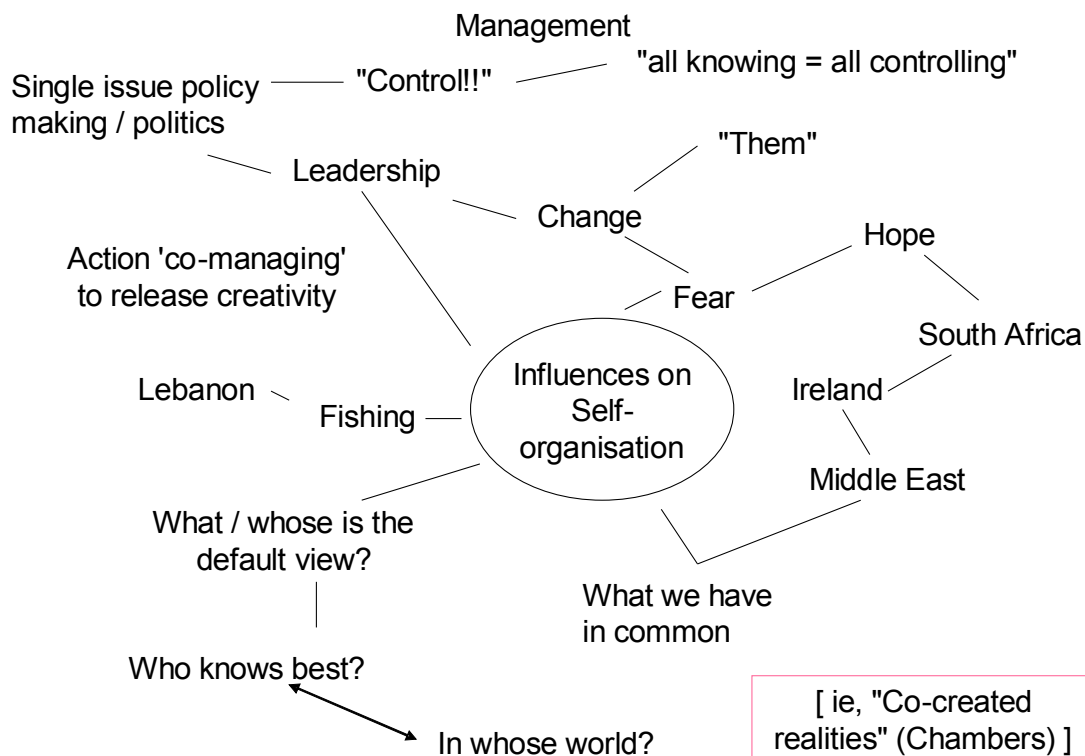 Management
"all knowing = all controlling"
"Control!!"
Single issue policy
making / politics
"Them"
Leadership
Change
Hope
Action 'co-managing'
to release creativity
Fear
South Africa
Influences on
Self-
organisation
Lebanon
Fishing
Ireland
Middle East
What / whose is the
default view?
What we have
in common
Who knows best?
In whose world?
[ ie, "Co-created
realities" (Chambers) ]